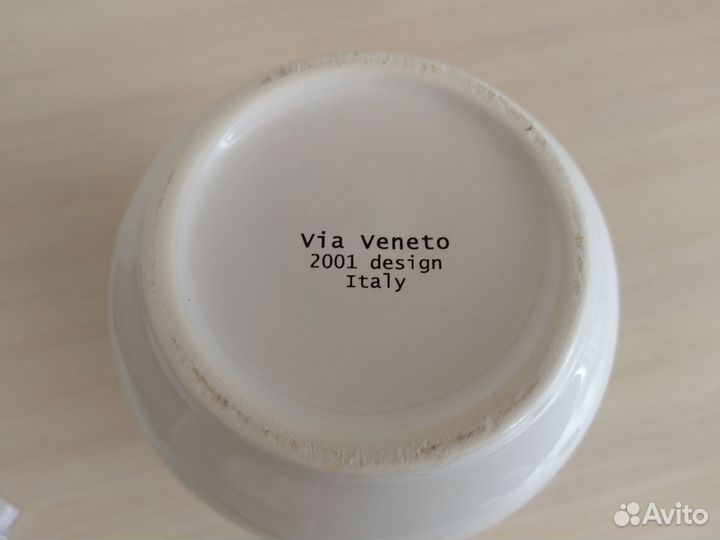 Via Veneto
2001 design
Italy
Avito